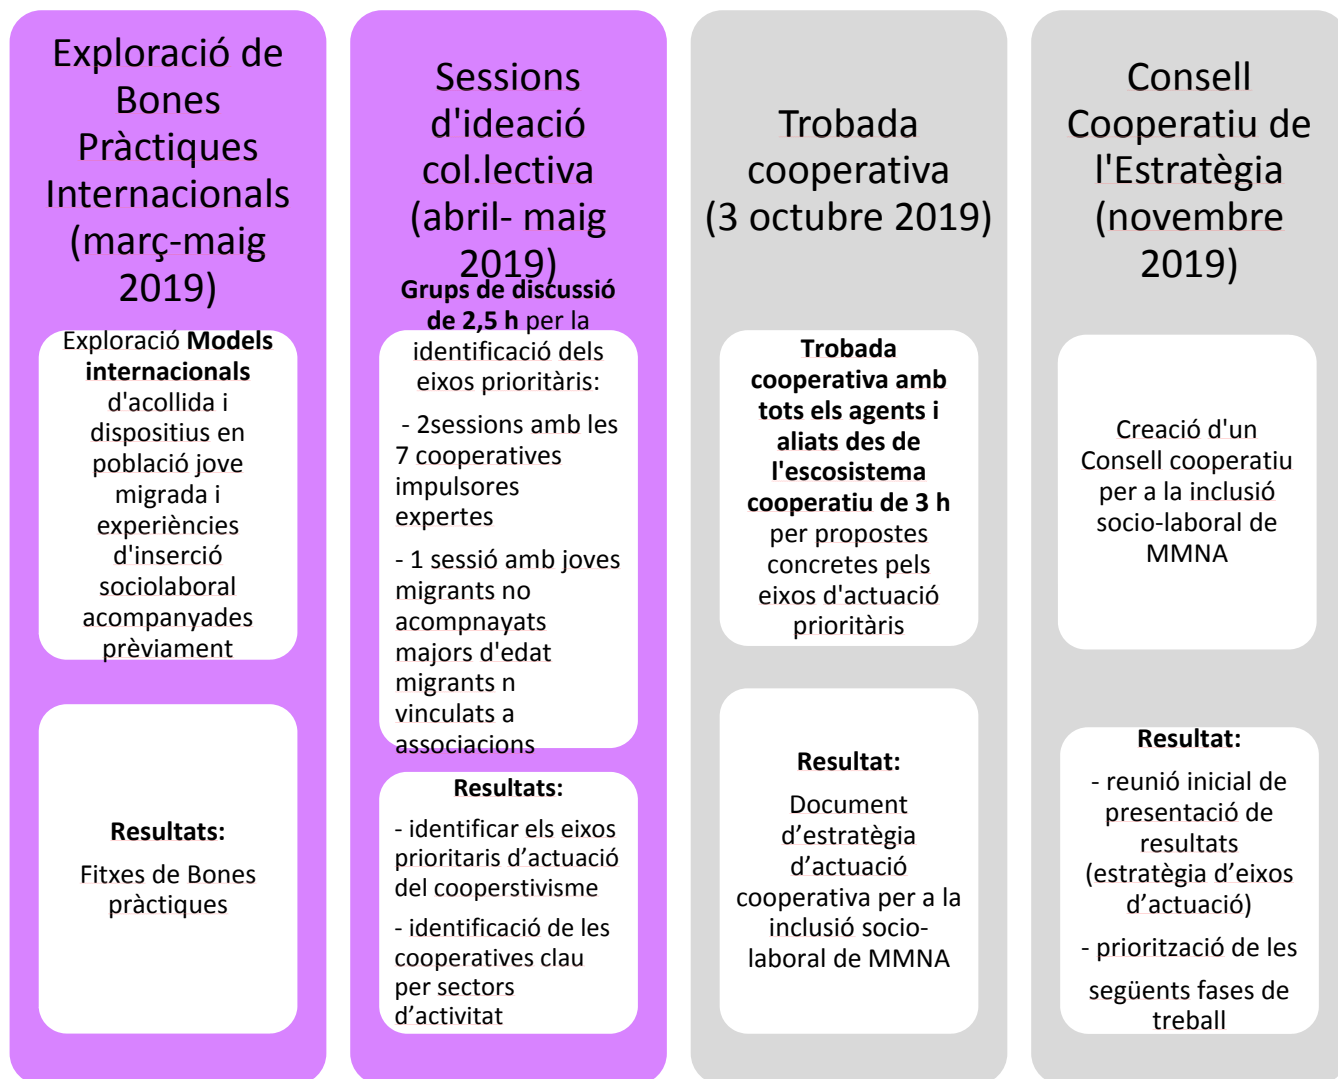 Exploració de
Bones
Pràctiques
Internacionals
(març-maig
2019)
Exploració Models
internacionals
d'acollida i
dispositius en
població jove
migrada i
experiències
d'inserció
sociolaboral
acompanyades
prèviament
Resultats:
Fitxes de Bones
pràctiques
Sessions
d'ideació
col.lectiva
(abril- maig
2019)
Grups de discussió
de 2,5 h per la
identificació dels
eixos prioritàris:
- 2sessions amb les
7 cooperatives
impulsores
expertes
- 1 sessió amb joves
migrants no
acompnayats
majors d'edat
migrants n
vinculats a
associacions
Resultats:
- identificar els eixos
prioritaris d’actuació
del cooperstivisme
- identificació de les
cooperatives clau
per sectors
d’activitat
Trobada
cooperativa
(3 octubre 2019)
Trobada
cooperativa amb
tots els agents i
aliats des de
l'escosistema
cooperatiu de 3 h
per propostes
concretes pels
eixos d'actuació
prioritàris
Resultat:
Document
d’estratègia
d’actuació
cooperativa per a la
inclusió socio-
laboral de MMNA
Consell
Cooperatiu de
l'Estratègia
(novembre
2019)
Creació d'un
Consell cooperatiu
per a la inclusió
socio-laboral de
MMNA
Resultat:
- reunió inicial de
presentació de
resultats
(estratègia d’eixos
d’actuació)
- priorització de les
següents fases de
treball